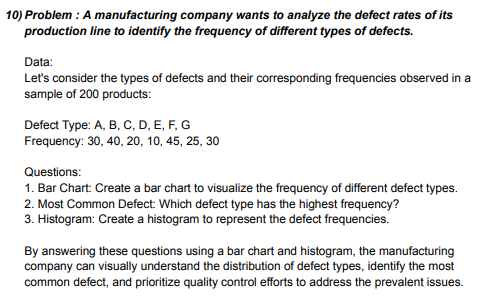 10) Problem : A manufacturing company wants to analyze the defect rates of its
production line to identify the frequency of different types of defects.
Data:
Let's consider the types of defects and their corresponding frequencies observed in a
sample of 200 products:
Defect Type: A, B, C, D, E, F, G
Frequency: 30, 40, 20, 10, 45, 25, 30
Questions:
1. Bar Chart: Create a bar chart to visualize the frequency of different defect types.
2. Most Common Defect: Which defect type has the highest frequency?
3. Histogram: Create a histogram to represent the defect frequencies.
By answering these questions using a bar chart and histogram, the manufacturing
company can visually understand the distribution of defect types, identify the most
common defect, and prioritize quality control efforts to address the prevalent issues.